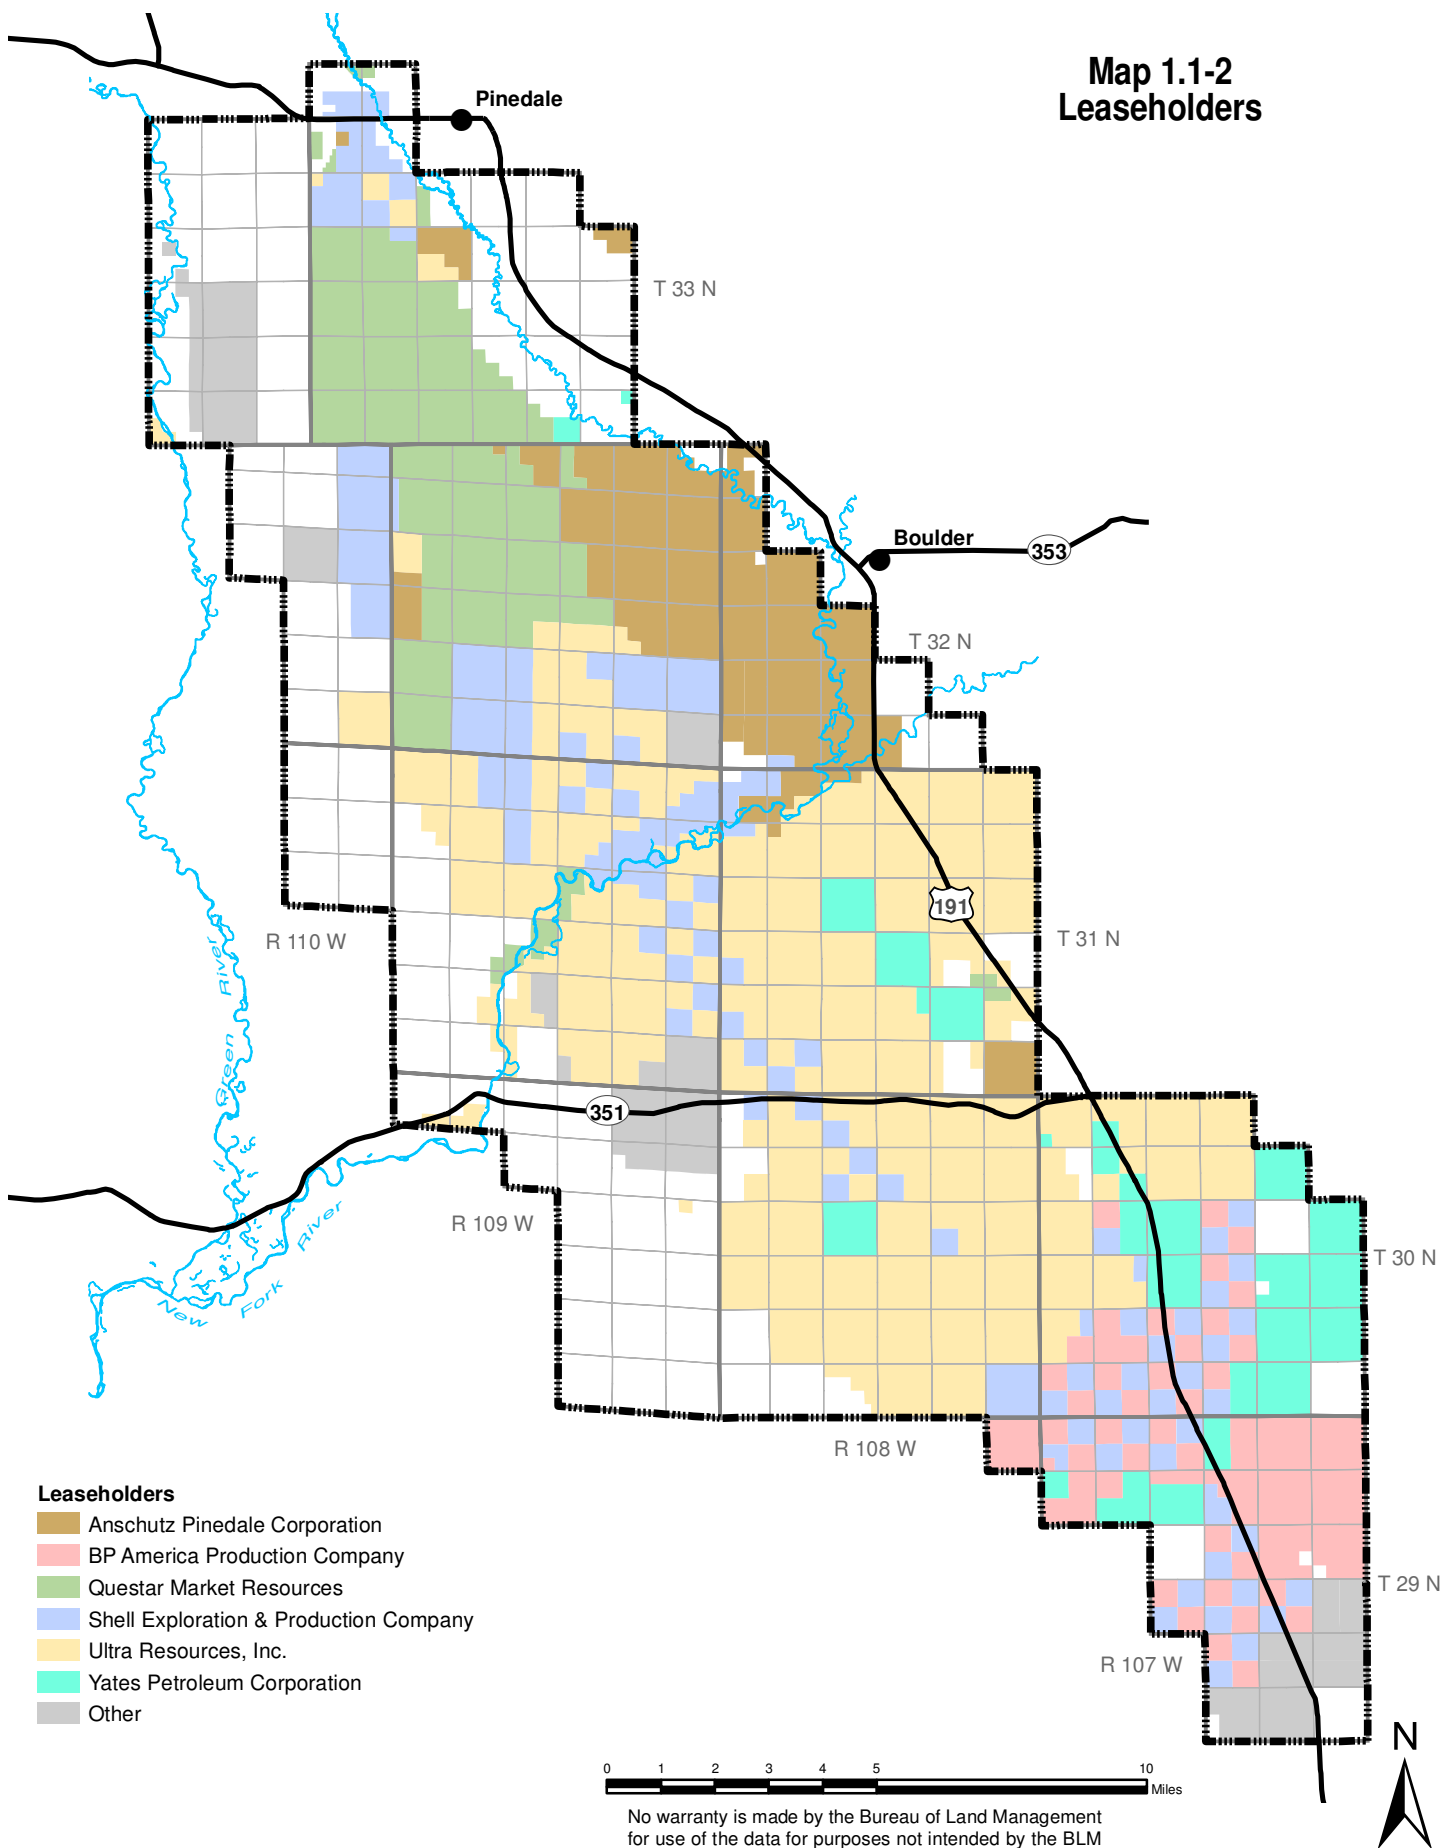 Map 1.1-2
Leaseholders
Pinedale
T 33 N
Boulder
353
T 32 N
191
T 31 N
R 110 W
Green River
351
R 109 W
New Fork River
T 30 N
R 108 W
T 29 N
R 107 W
Leaseholders
Anschutz Pinedale Corporation
BP America Production Company
Questar Market Resources
Shell Exploration & Production Company
Ultra Resources, Inc.
Yates Petroleum Corporation
Other
N
0 1 2 3 4 5 10
Miles
No warranty is made by the Bureau of Land Management
for use of the data for purposes not intended by the BLM